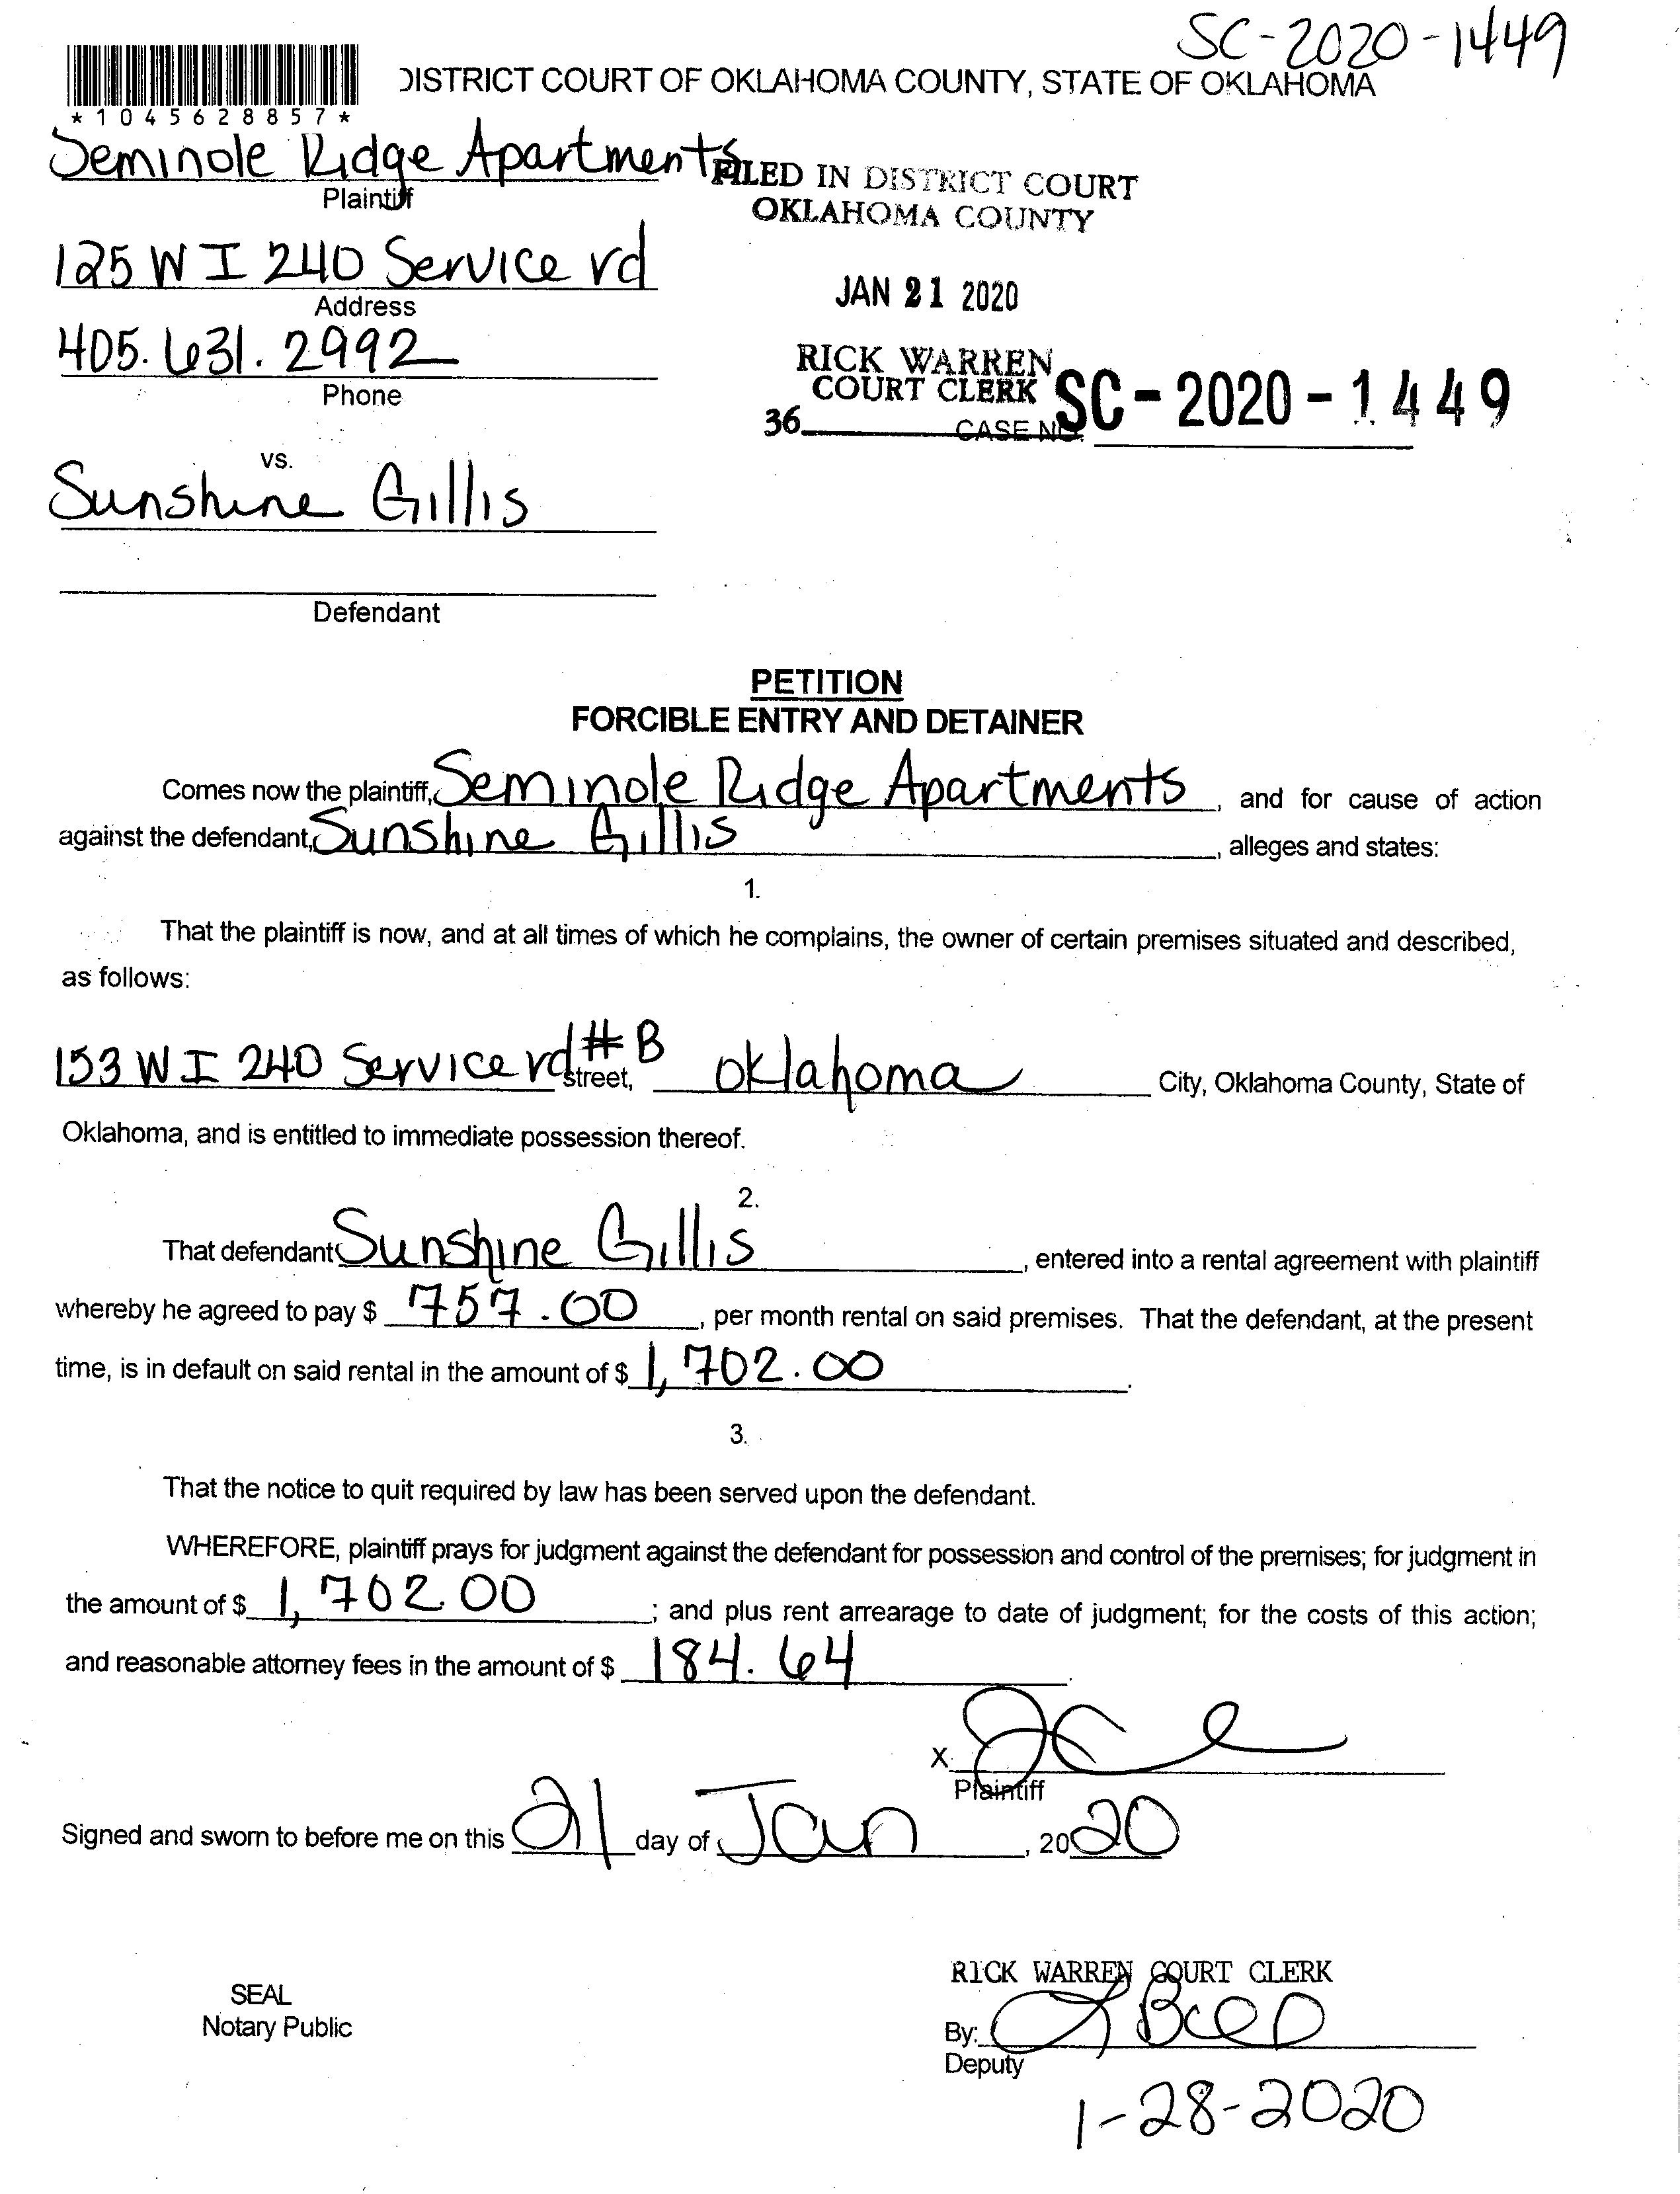 SC-2020-1449
DISTRICT COURT OF OKLAHOMA COUNTY, STATE OF OKLAHOMA
*1045628857*
Seminole Ridge Apartments
Plaintiff
FILED IN DISTRICT COURT
OKLAHOMA COUNTY
125 W I 240 Service rd
Address
JAN 21 2020
405.631.2992
Phone
RICK WARREN
COURT CLERK
36
CASE NO. SC-2020-1449
vs.
Sunshine Gillis
Defendant
PETITION
FORCIBLE ENTRY AND DETAINER
Comes now the plaintiff, Seminole Ridge Apartments, and for cause of action
against the defendant, Sunshine Gillis, alleges and states:
1.
That the plaintiff is now, and at all times of which he complains, the owner of certain premises situated and described,
as follows:
153 W I 240 Service rd #B street, Oklahoma City, Oklahoma County, State of
Oklahoma, and is entitled to immediate possession thereof.
2.
That defendant Sunshine Gillis, entered into a rental agreement with plaintiff
whereby he agreed to pay $ 757.00, per month rental on said premises. That the defendant, at the present
time, is in default on said rental in the amount of $ 1,702.00.
3.
That the notice to quit required by law has been served upon the defendant.
WHEREFORE, plaintiff prays for judgment against the defendant for possession and control of the premises; for judgment in
the amount of $ 1,702.00; and plus rent arrearage to date of judgment; for the costs of this action;
and reasonable attorney fees in the amount of $ 184.64.
X
Plaintiff
Signed and sworn to before me on this 21 day of Jan, 2020
RICK WARREN COURT CLERK
SEAL
Notary Public
By:
Deputy
1-28-2020